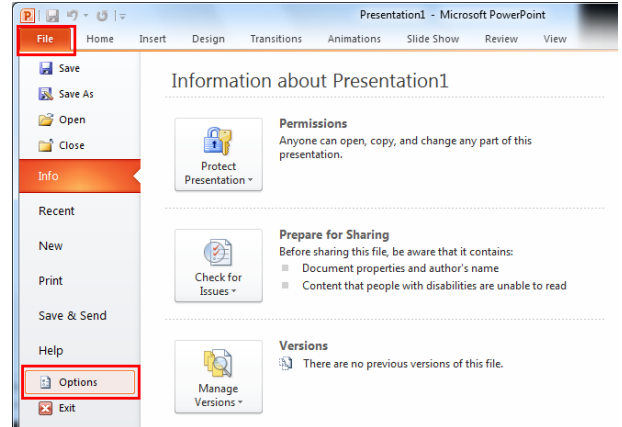 P
Presentation1 - Microsoft PowerPoint
File Home Insert Design Transitions Animations Slide Show Review View
Save
Save As
Open
Close
Info
Recent
New
Print
Save & Send
Help
Options
Exit
Information about Presentation1
Protect
Presentation
Permissions
Anyone can open, copy, and change any part of this
presentation.
Check for
Issues
Prepare for Sharing
Before sharing this file, be aware that it contains:
Document properties and author's name
Content that people with disabilities are unable to read
Manage
Versions
Versions
There are no previous versions of this file.